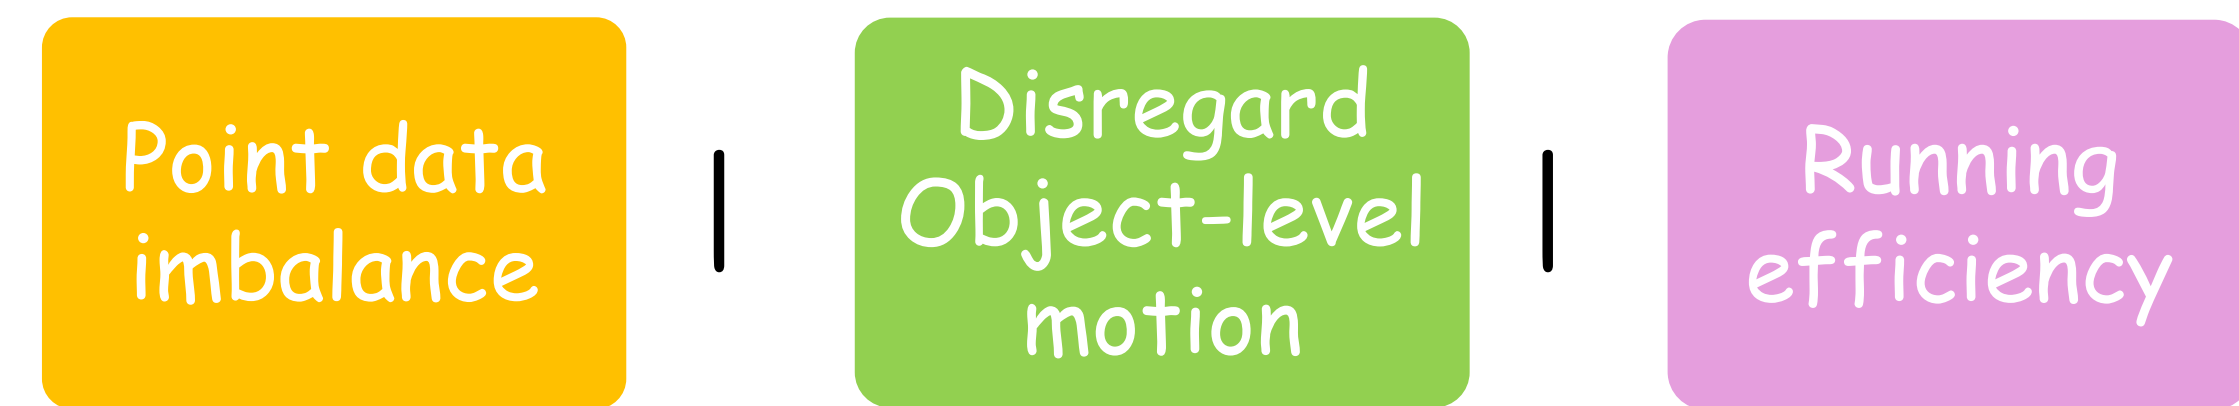 Point data
imbalance
Disregard
Object-level
motion
Running
efficiency